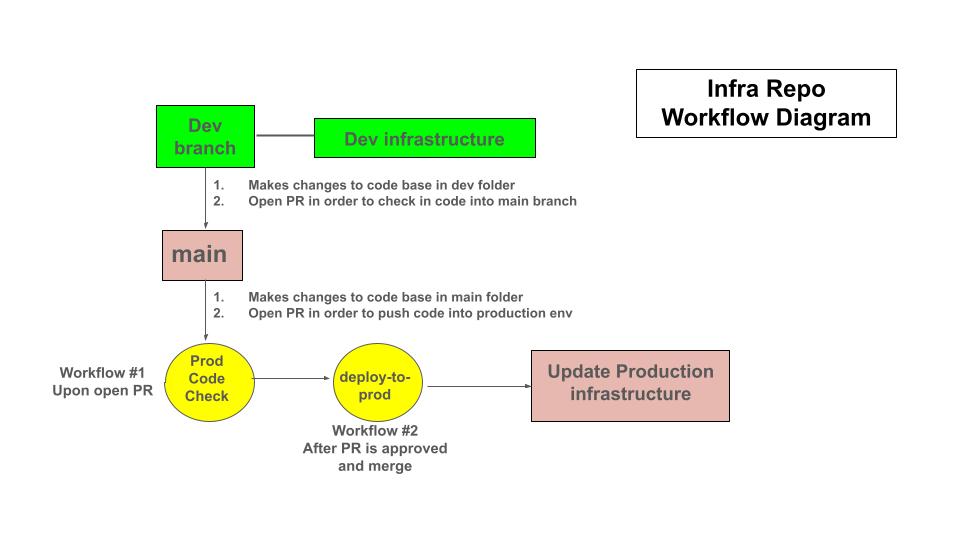 Infra Repo
Workflow Diagram
Dev
branch
Dev infrastructure
1. Makes changes to code base in dev folder
2. Open PR in order to check in code into main branch
main
1. Makes changes to code base in main folder
2. Open PR in order to push code into production env
Workflow #1
Upon open PR
Prod
Code
Check
deploy-to-
prod
Workflow #2
After PR is approved
and merge
Update Production
infrastructure